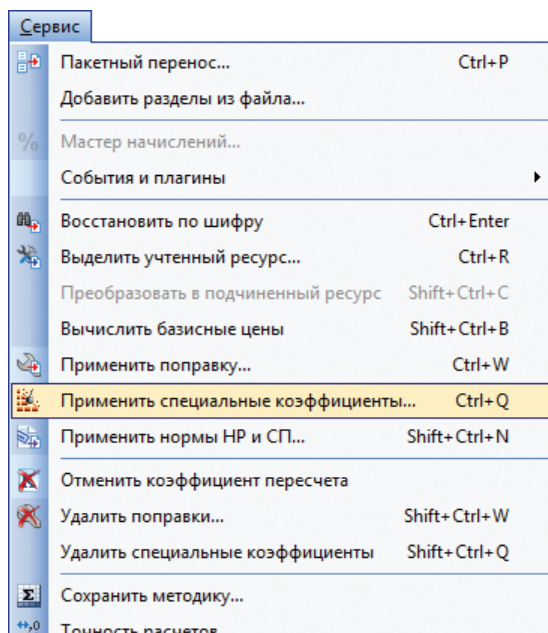 Сервис
Пакетный перенос... Ctrl+P
Добавить разделы из файла...
% Мастер начислений...
События и плагины
Восстановить по шифру Ctrl+Enter
Выделить учтенный ресурс... Ctrl+R
Преобразовать в подчиненный ресурс Shift+Ctrl+C
Вычислить базисные цены Shift+Ctrl+B
Применить поправку... Ctrl+W
Применить специальные коэффициенты... Ctrl+Q
Применить нормы НР и СП... Shift+Ctrl+N
Отменить коэффициент пересчета
Удалить поправки... Shift+Ctrl+W
Удалить специальные коэффициенты Shift+Ctrl+Q
Σ Сохранить методику...
,0 Точность расчетов